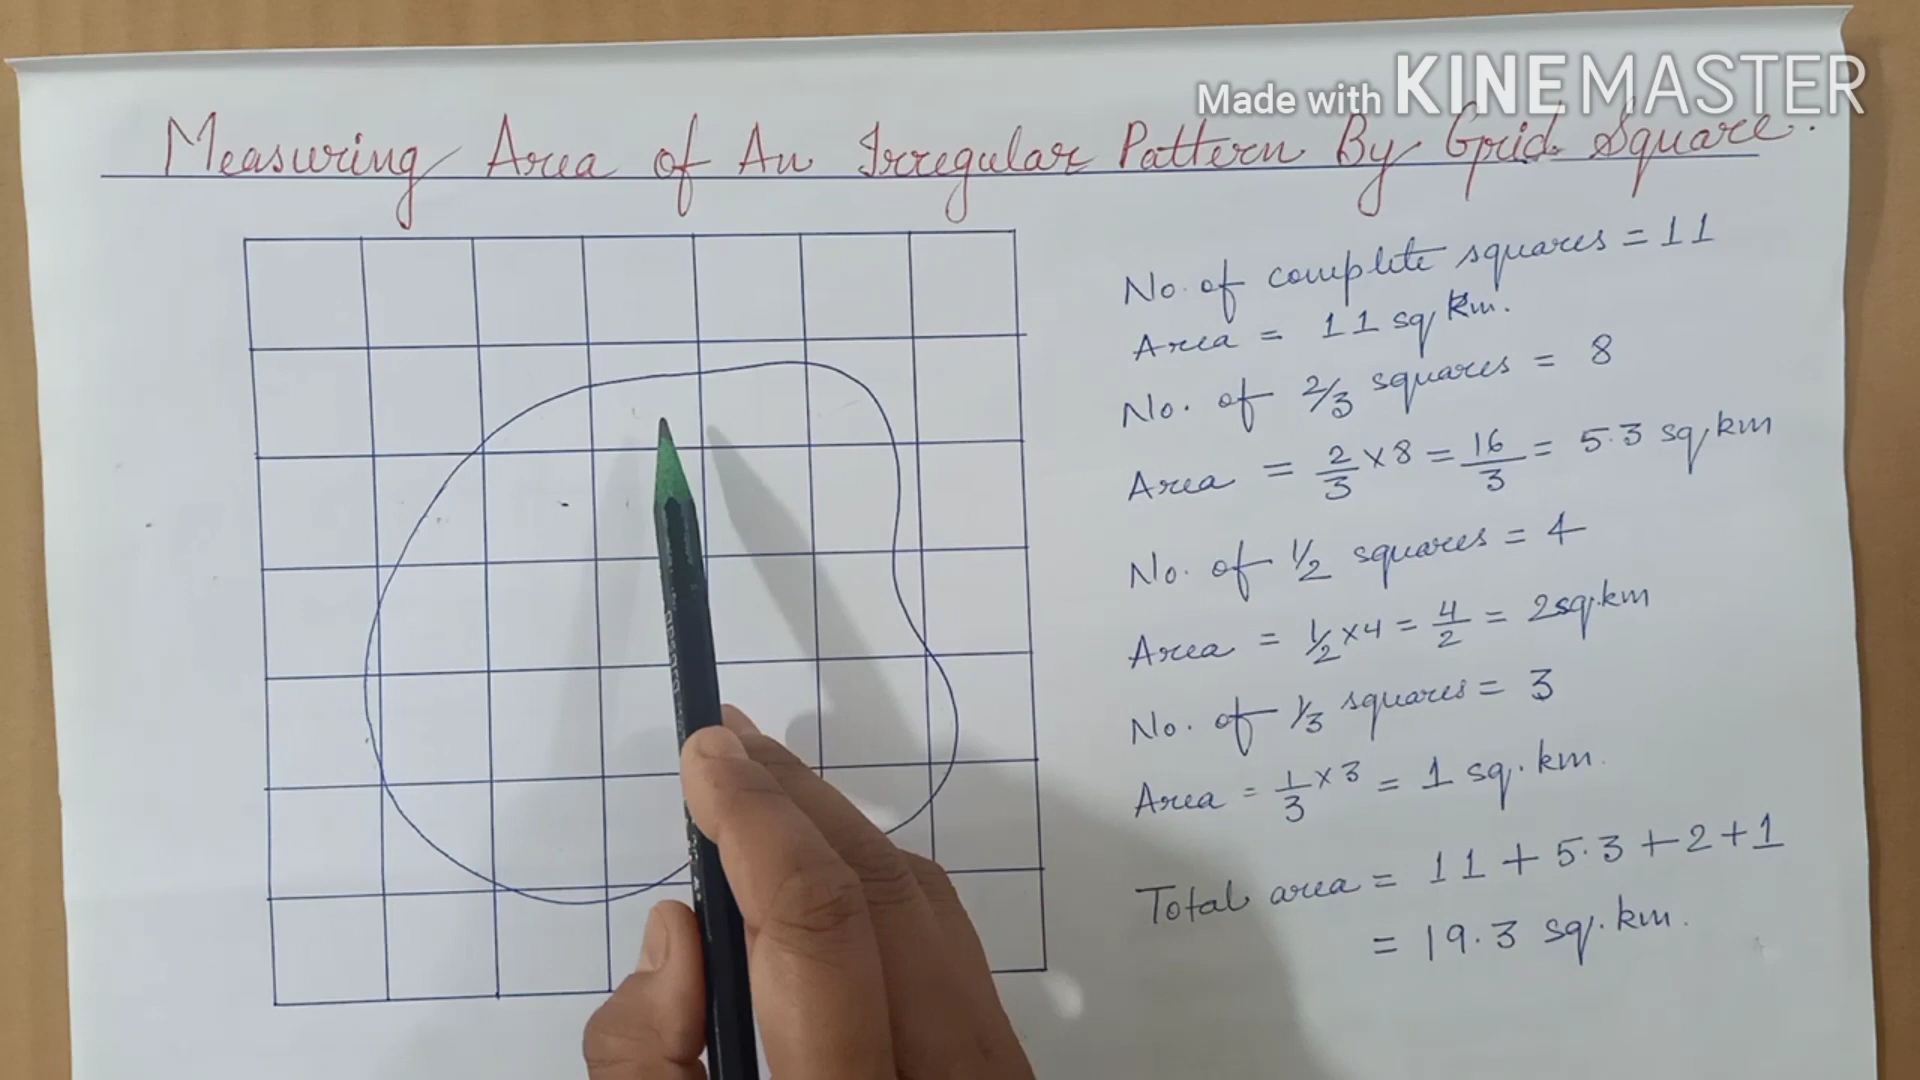 Made with KINEMASTER
Measuring Area of An Irregular Pattern By Grid Square.
No. of complete squares = 11
Area = 11 sq km.
No. of 2/3 squares = 8
Area = 2/3 × 8 = 16/3 = 5.3 sq km
No. of 1/2 squares = 4
Area = 1/2 × 4 = 4/2 = 2 sq. km
No. of 1/3 squares = 3
Area = 1/3 × 3 = 1 sq. km.
Total area = 11 + 5.3 + 2 + 1
= 19.3 sq. km.